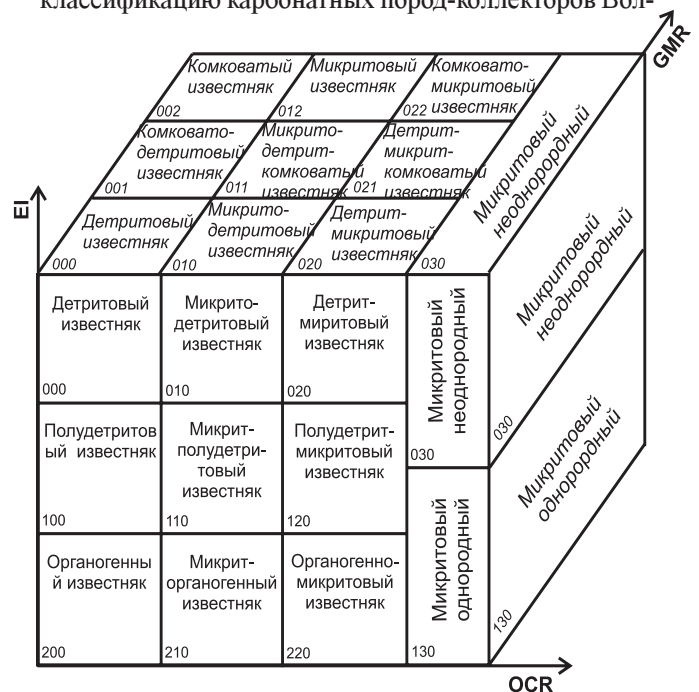 классификацию карбонатных пород-коллекторов Вол-
GMR
Комковатый
известняк
002
Микритовый
известняк
012
Комковато-
микритовый
известняк
022
Комковато-
детритовый
известняк
001
Микрито-
детрит-
комковатый
известняк
011
Детрит-
микрит-
комковатый
известняк
021
Детритовый
известняк
000
Микрито-
детритовый
известняк
010
Детрит-
микритовый
известняк
020
030
Микритовый
неоднорордный
EI
Детритовый
известняк
000
Микрито-
детритовый
известняк
010
Детрит-
миритовый
известняк
020
Микритовый
неоднородный
030
Микритовый
неоднорордный
030
Полудетритов
ый известняк
100
Микрит-
полудетри-
товый
известняк
110
Полудетрит-
микритовый
известняк
120
Органогенны
й известняк
200
Микрит-
органогенный
известняк
210
Органогенно-
микритовый
известняк
220
Микритовый
однородный
130
Микритовый
однорордный
130
OCR